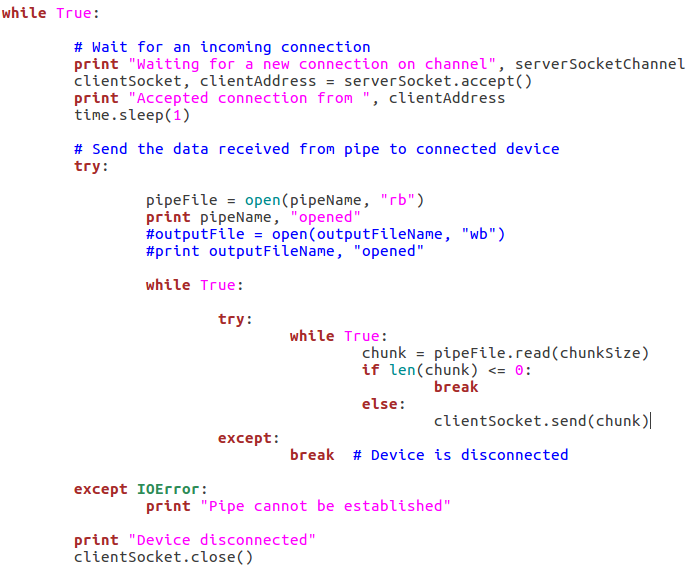 while True:
# Wait for an incoming connection
print "Waiting for a new connection on channel", serverSocketChannel
clientSocket, clientAddress = serverSocket.accept()
print "Accepted connection from ", clientAddress
time.sleep(1)
# Send the data received from pipe to connected device
try:
pipeFile = open(pipeName, "rb")
print pipeName, "opened"
#outputFile = open(outputFileName, "wb")
#print outputFileName, "opened"
while True:
try:
while True:
chunk = pipeFile.read(chunkSize)
if len(chunk) <= 0:
break
else:
clientSocket.send(chunk)
except:
break  # Device is disconnected
except IOError:
print "Pipe cannot be established"
print "Device disconnected"
clientSocket.close()